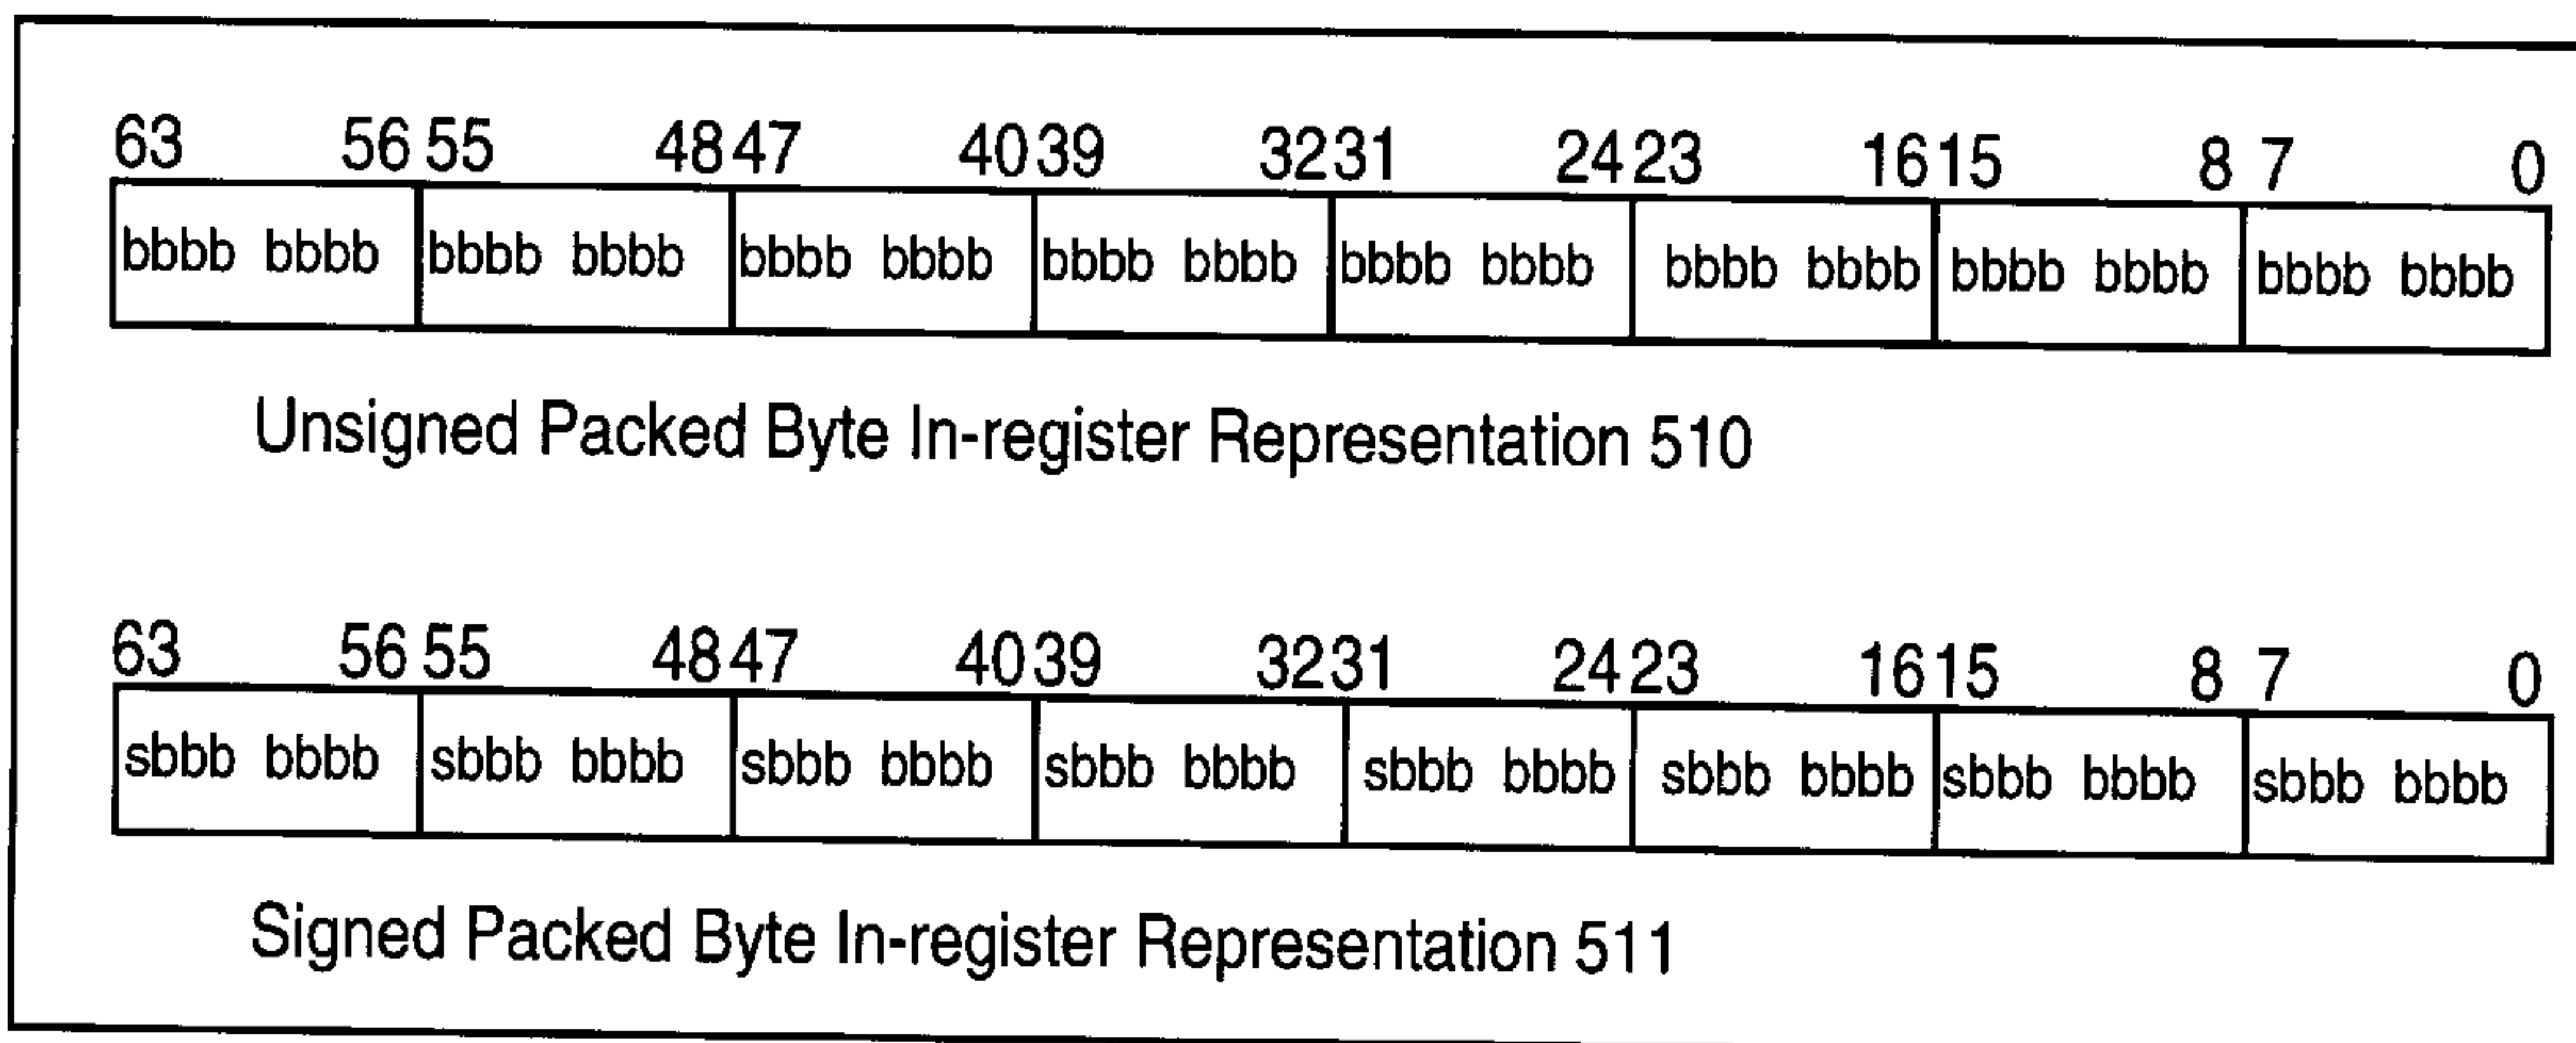 63 56 55 48 47 40 39 32 31 24 23 16 15 8 7 0
bbbb bbbb bbbb bbbb bbbb bbbb bbbb bbbb bbbb bbbb bbbb bbbb bbbb bbbb bbbb bbbb
Unsigned Packed Byte In-register Representation 510
63 56 55 48 47 40 39 32 31 24 23 16 15 8 7 0
sbbb bbbb sbbb bbbb sbbb bbbb sbbb bbbb sbbb bbbb sbbb bbbb sbbb bbbb sbbb bbbb
Signed Packed Byte In-register Representation 511